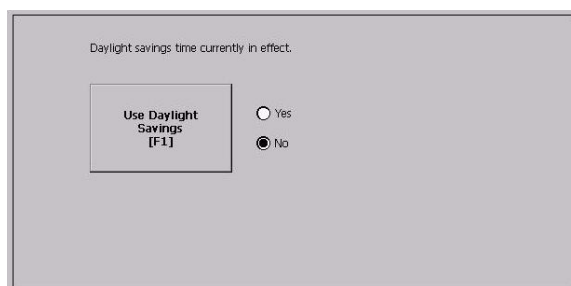 Daylight savings time currently in effect.
Use Daylight
Savings
[F1]
Yes
No